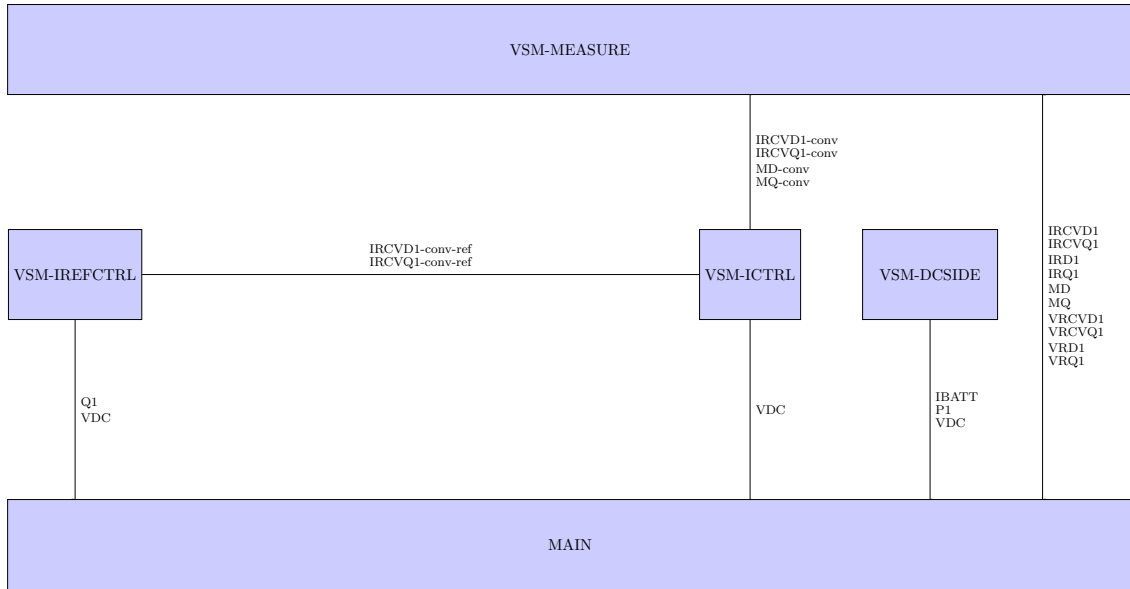 VSM-MEASURE
IRCVD1-conv
IRCVQ1-conv
MD-conv
MQ-conv
VSM-IREFCTRL
IRCVD1-conv-ref
IRCVQ1-conv-ref
VSM-ICTRL
VSM-DCSIDE
IRCVD1
IRCVQ1
IRD1
IRQ1
MD
MQ
VRCVD1
VRCVQ1
VRD1
VRQ1
Q1
VDC
VDC
IBATT
P1
VDC
MAIN